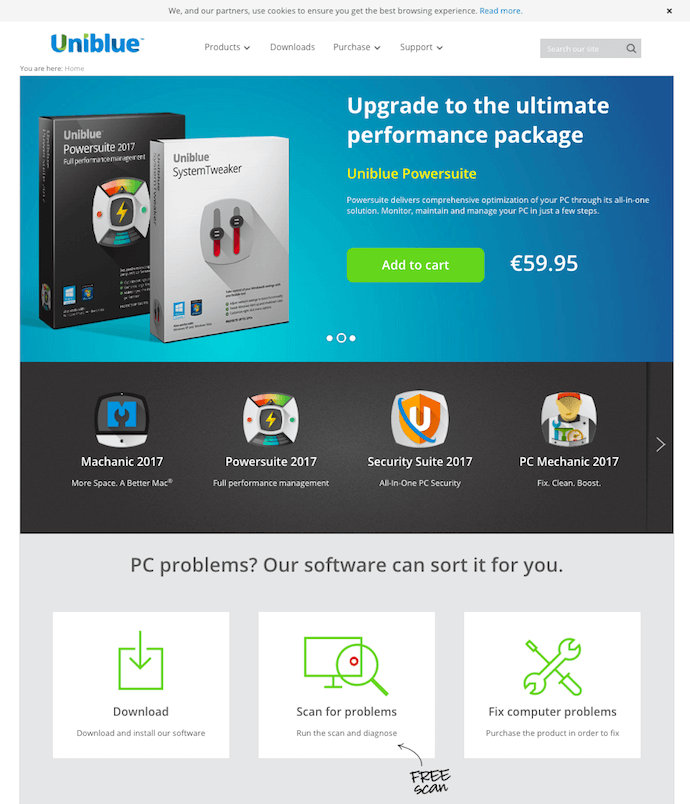 We, and our partners, use cookies to ensure you get the best browsing experience. Read more. ×
Uniblue™
Products Downloads Purchase Support
Search our site
You are here: Home
Uniblue
Powersuite 2017
Full performance management
Uniblue
SystemTweaker
Upgrade to the ultimate
performance package
Uniblue Powersuite
Powersuite delivers comprehensive optimization of your PC through its all-in-one
solution. Monitor, maintain and manage your PC in just a few steps.
Add to cart €59.95
Machanic 2017
More Space. A Better Mac®
Powersuite 2017
Full performance management
Security Suite 2017
All-In-One PC Security
PC Mechanic 2017
Fix. Clean. Boost.
PC problems? Our software can sort it for you.
Download
Download and install our software
Scan for problems
Run the scan and diagnose
Fix computer problems
Purchase the product in order to fix
FREE
scan